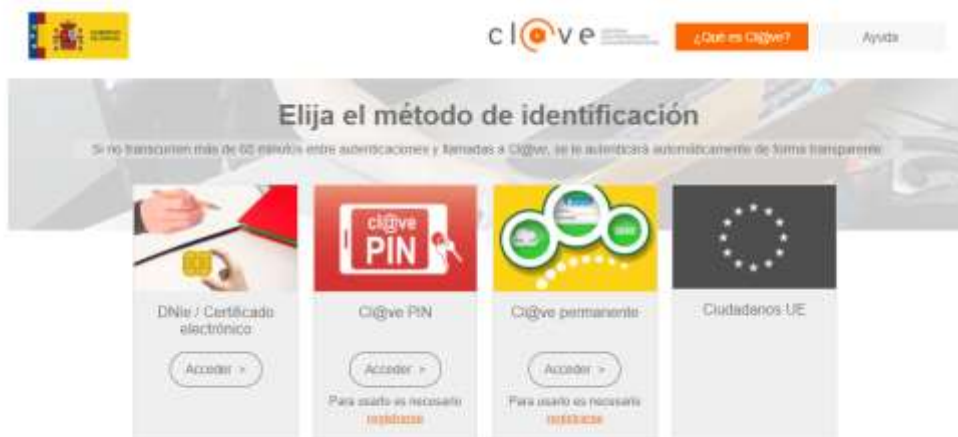 cl@ve
¿Qué es Cl@ve?
Ayuda
Elija el método de identificación
Si no transcurren más de 60 minutos entre autenticaciones y llamadas a Cl@ve, se le autenticará automáticamente de forma transparente.
cl@ve
PIN
DNIe / Certificado
electrónico
Acceder >
Cl@ve PIN
Acceder >
Para usarlo es necesario
registrarse
Cl@ve permanente
Acceder >
Para usarlo es necesario
registrarse
Ciudadanos UE